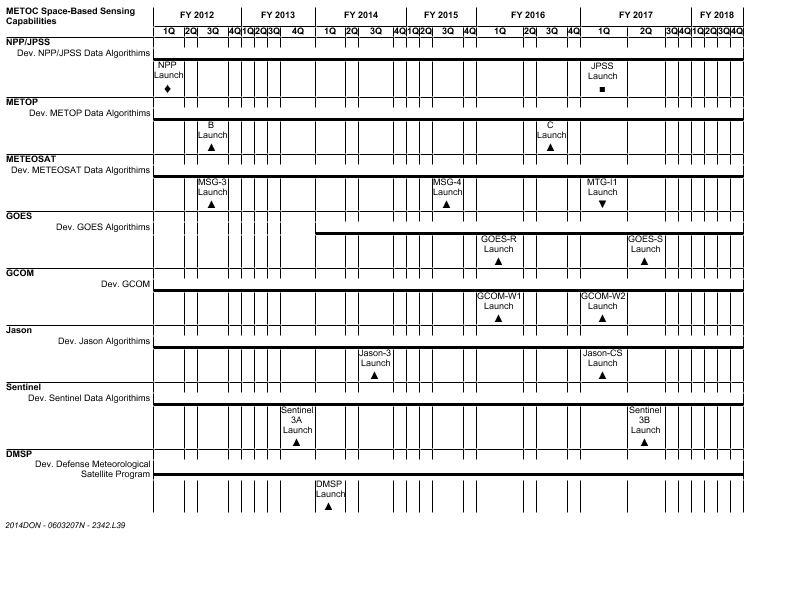 METOC Space-Based Sensing
Capabilities
FY 2012 FY 2013 FY 2014 FY 2015 FY 2016 FY 2017 FY 2018
1Q 2Q 3Q 4Q 1Q 2Q 3Q 4Q 1Q 2Q 3Q 4Q 1Q 2Q 3Q 4Q 1Q 2Q 3Q 4Q 1Q 2Q 3Q 4Q 1Q 2Q 3Q 4Q
NPP/JPSS
Dev. NPP/JPSS Data Algorithims
NPP JPSS
Launch Launch
METOP
Dev. METOP Data Algorithims
B C
Launch Launch
METEOSAT
Dev. METEOSAT Data Algorithims
MSG-3 MSG-4 MTG-I1
Launch Launch Launch
GOES
Dev. GOES Algorithims
GOES-R GOES-S
Launch Launch
GCOM
Dev. GCOM
GCOM-W1 GCOM-W2
Launch Launch
Jason
Dev. Jason Algorithims
Jason-3 Jason-CS
Launch Launch
Sentinel
Dev. Sentinel Data Algorithims
Sentinel Sentinel
3A 3B
Launch Launch
DMSP
Dev. Defense Meteorological
Satellite Program
DMSP
Launch
2014DON - 0603207N - 2342.L39